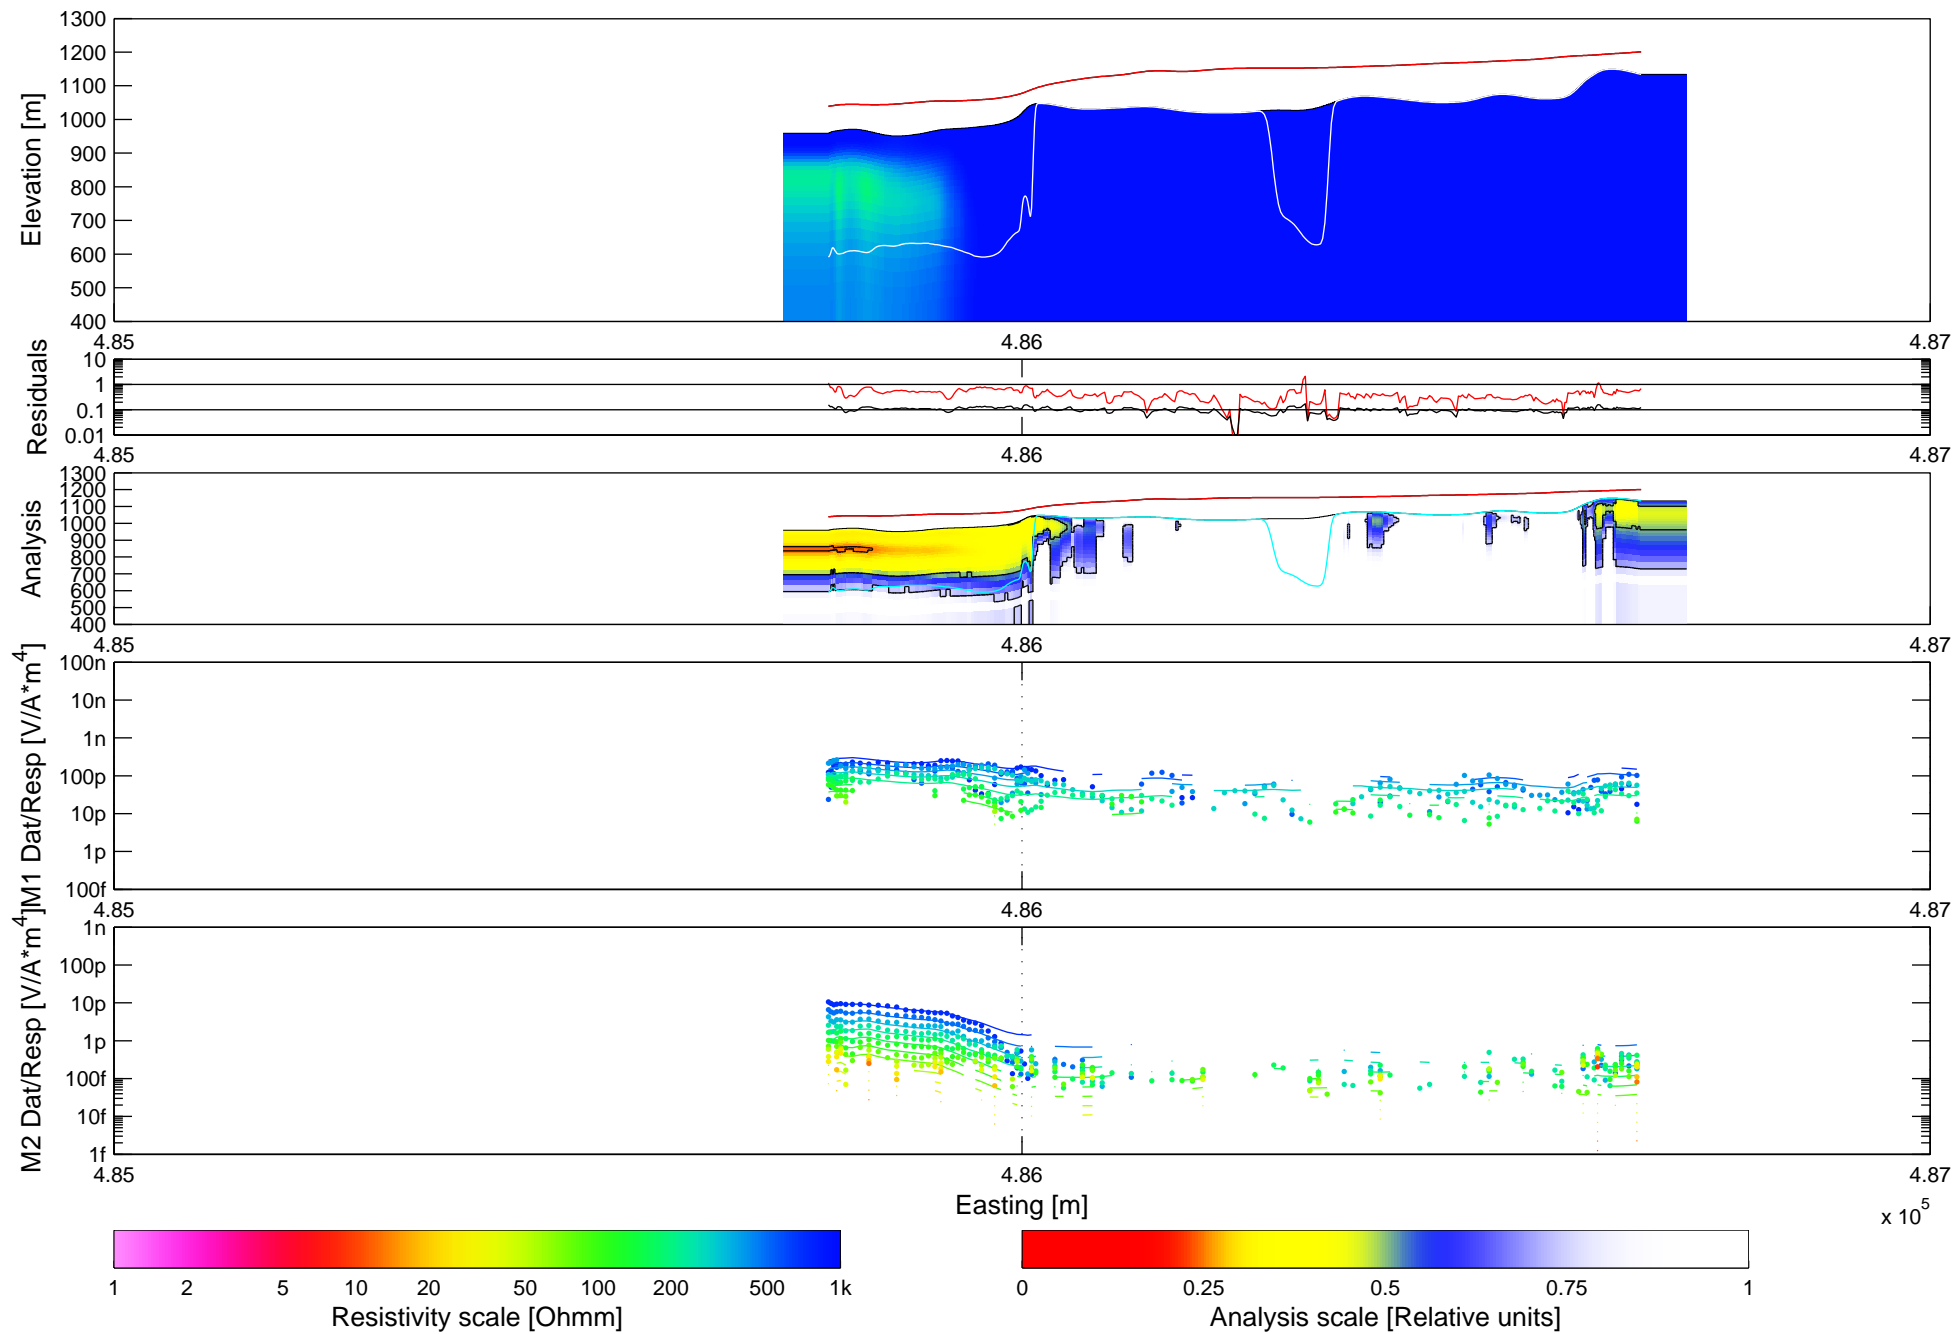 1300
1200
1100
1000
900
800
700
600
500
400
Elevation [m]
4.85 4.86 4.87
10
1
0.1
0.01
Residuals
4.85 4.86 4.87
1300
1200
1100
1000
900
800
700
600
500
400
Analysis
4.85 4.86 4.87
100n
10n
1n
100p
10p
1p
100f
M1 Dat/Resp [V/A*m^4]
4.85 4.86 4.87
1n
100p
10p
1p
100f
10f
1f
M2 Dat/Resp [V/A*m^4]
4.85 4.86 4.87
Easting [m]
x 10^5
1 2 5 10 20 50 100 200 500 1k
Resistivity scale [Ohmm]
0 0.25 0.5 0.75 1
Analysis scale [Relative units]